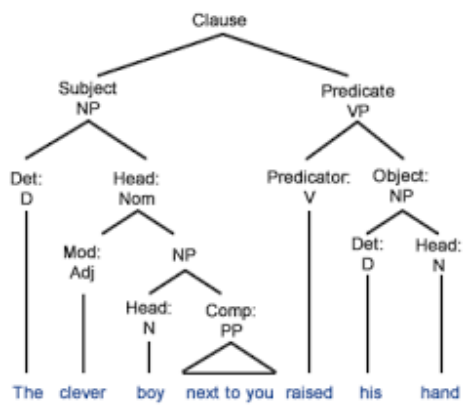 Clause
Subject Predicate
NP VP
Det: Head: Predicator: Object:
D Nom V NP
Mod: NP Det: Head:
Adj D N
Head: Comp:
N PP
The clever boy next to you raised his hand